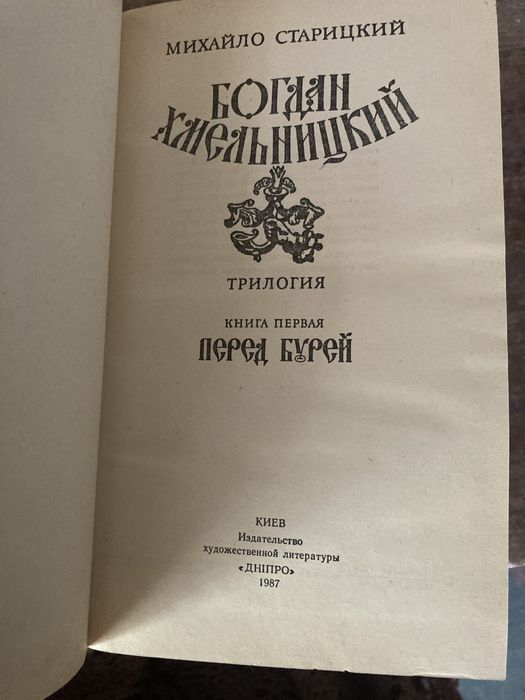 МИХАЙЛО СТАРИЦКИЙ
БОГДАН
ХМЕЛЬНИЦКИЙ
ТРИЛОГИЯ
КНИГА ПЕРВАЯ
ПЕРЕД БУРЕЙ
КИЕВ
Издательство
художественной литературы
«ДНІПРО»
1987